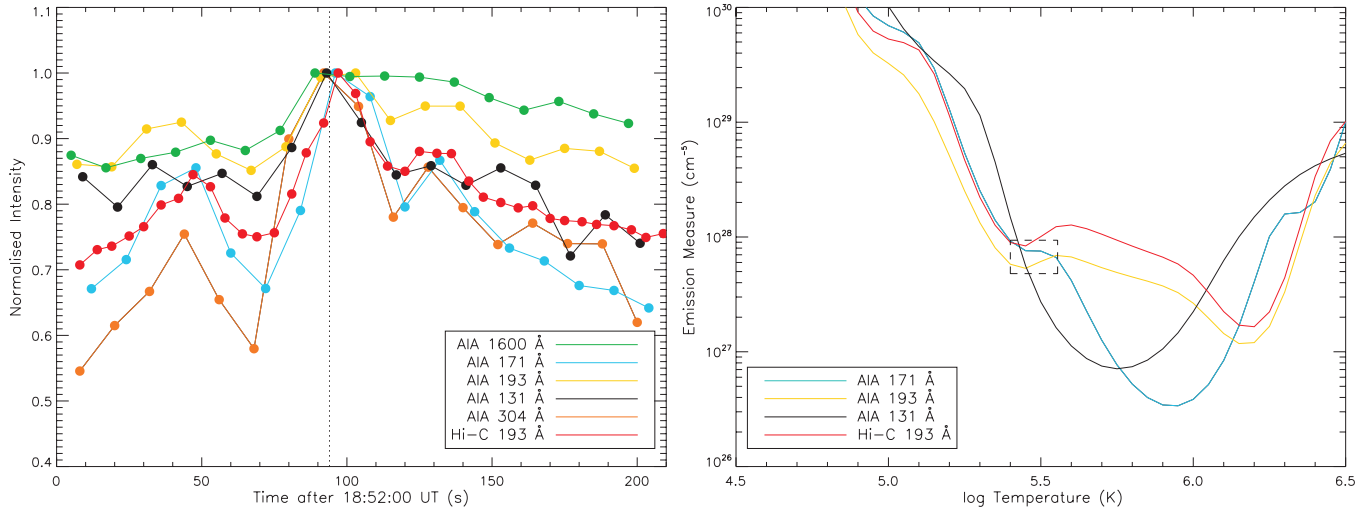 Normalised Intensity
1.1
1.0
0.9
0.8
0.7
0.6
0.5
0.4
0
50
100
150
200
Time after 18:52:00 UT (s)
AIA 1600 Å
AIA 171 Å
AIA 193 Å
AIA 131 Å
AIA 304 Å
Hi-C 193 Å
Emission Measure (cm⁻⁵)
10³⁰
10²⁹
10²⁸
10²⁷
10²⁶
4.5
5.0
5.5
6.0
6.5
log Temperature (K)
AIA 171 Å
AIA 193 Å
AIA 131 Å
Hi-C 193 Å